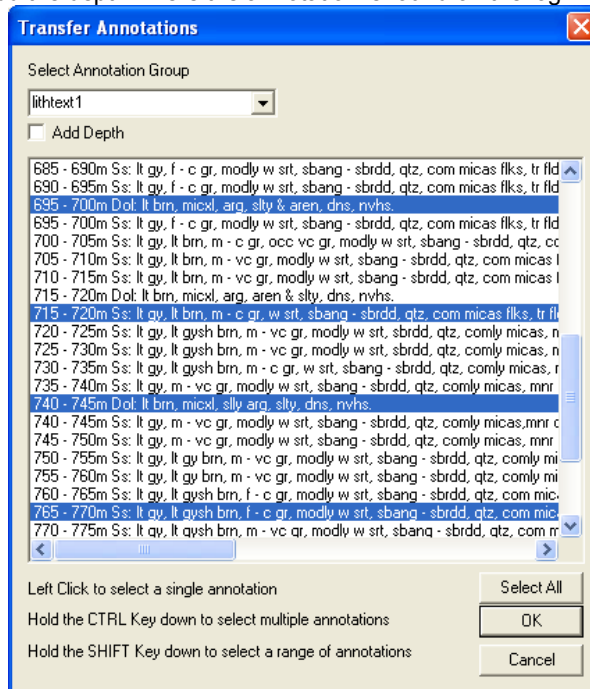 Transfer Annotations
Select Annotation Group
lithtext1
Add Depth
685 - 690m Ss: lt gy, f - c gr, modly w srt, sbang - sbrdd, qtz, com micas flks, tr fld
690 - 695m Ss: lt gy, f - c gr, modly w srt, sbang - sbrdd, qtz, com micas flks, tr fld
695 - 700m Dol: lt brn, micxl, arg, slty & aren, dns, nvhs.
695 - 700m Ss: lt gy, f - c gr, modly w srt, sbang - sbrdd, qtz, com micas flks, tr fld
700 - 705m Ss: lt gy, lt brn, m - c gr, occ vc gr, modly w srt, sbang - sbrdd, qtz, cc
705 - 710m Ss: lt gy, lt brn, m - vc gr, modly w srt, sbang - sbrdd, qtz, com micas
710 - 715m Ss: lt gy, lt brn, m - vc gr, modly w srt, sbang - sbrdd, qtz, com micas
715 - 720m Dol: lt brn, micxl, arg, aren & slty, dns, nvhs.
715 - 720m Ss: lt gy, lt brn, m - c gr, w srt, sbang - sbrdd, qtz, com micas flks, tr
720 - 725m Ss: lt gy, lt gysh brn, m - vc gr, modly w srt, sbrdd, qtz, comly micas,
725 - 730m Ss: lt gy, lt gysh brn, m - vc gr, modly w srt, sbrdd, qtz, comly micas,
730 - 735m Ss: lt gy, lt gysh brn, m - c gr, w srt, sbang - sbrdd, qtz, comly micas,
735 - 740m Ss: lt gy, m - vc gr, modly w srt, sbang - sbrdd, qtz, comly micas, mnr
740 - 745m Dol: lt brn, micxl, slly arg, slty, dns, nvhs.
740 - 745m Ss: lt gy, m - vc gr, modly w srt, sbang - sbrdd, qtz, comly micas,mnr
745 - 750m Ss: lt gy, m - vc gr, modly w srt, sbang - sbrdd, qtz, comly micas, mnr
750 - 755m Ss: lt gy, lt gy brn, m - vc gr, modly w srt, sbang - sbrdd, qtz, comly mi
755 - 760m Ss: lt gy, lt gy brn, m - vc gr, modly w srt, sbang - sbrdd, qtz, comly mi
760 - 765m Ss: lt gy, lt gysh brn, f - c gr, modly w srt, sbang - sbrdd, qtz, com mic
765 - 770m Ss: lt gy, lt gysh brn, f - c gr, modly w srt, sbang - sbrdd, qtz, com mic
770 - 775m Ss: lt gy, lt gysh brn, m - vc gr, modly w srt, sbang - sbrdd, qtz, com
Left Click to select a single annotation
Select All
Hold the CTRL Key down to select multiple annotations
OK
Hold the SHIFT Key down to select a range of annotations
Cancel